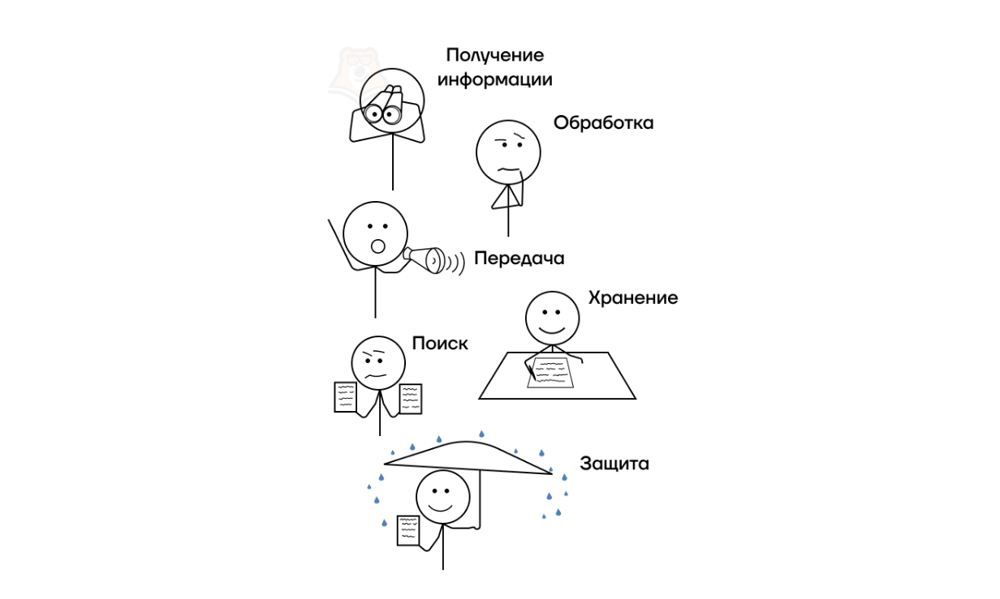 Получение
информации
Обработка
Передача
Хранение
Поиск
Защита